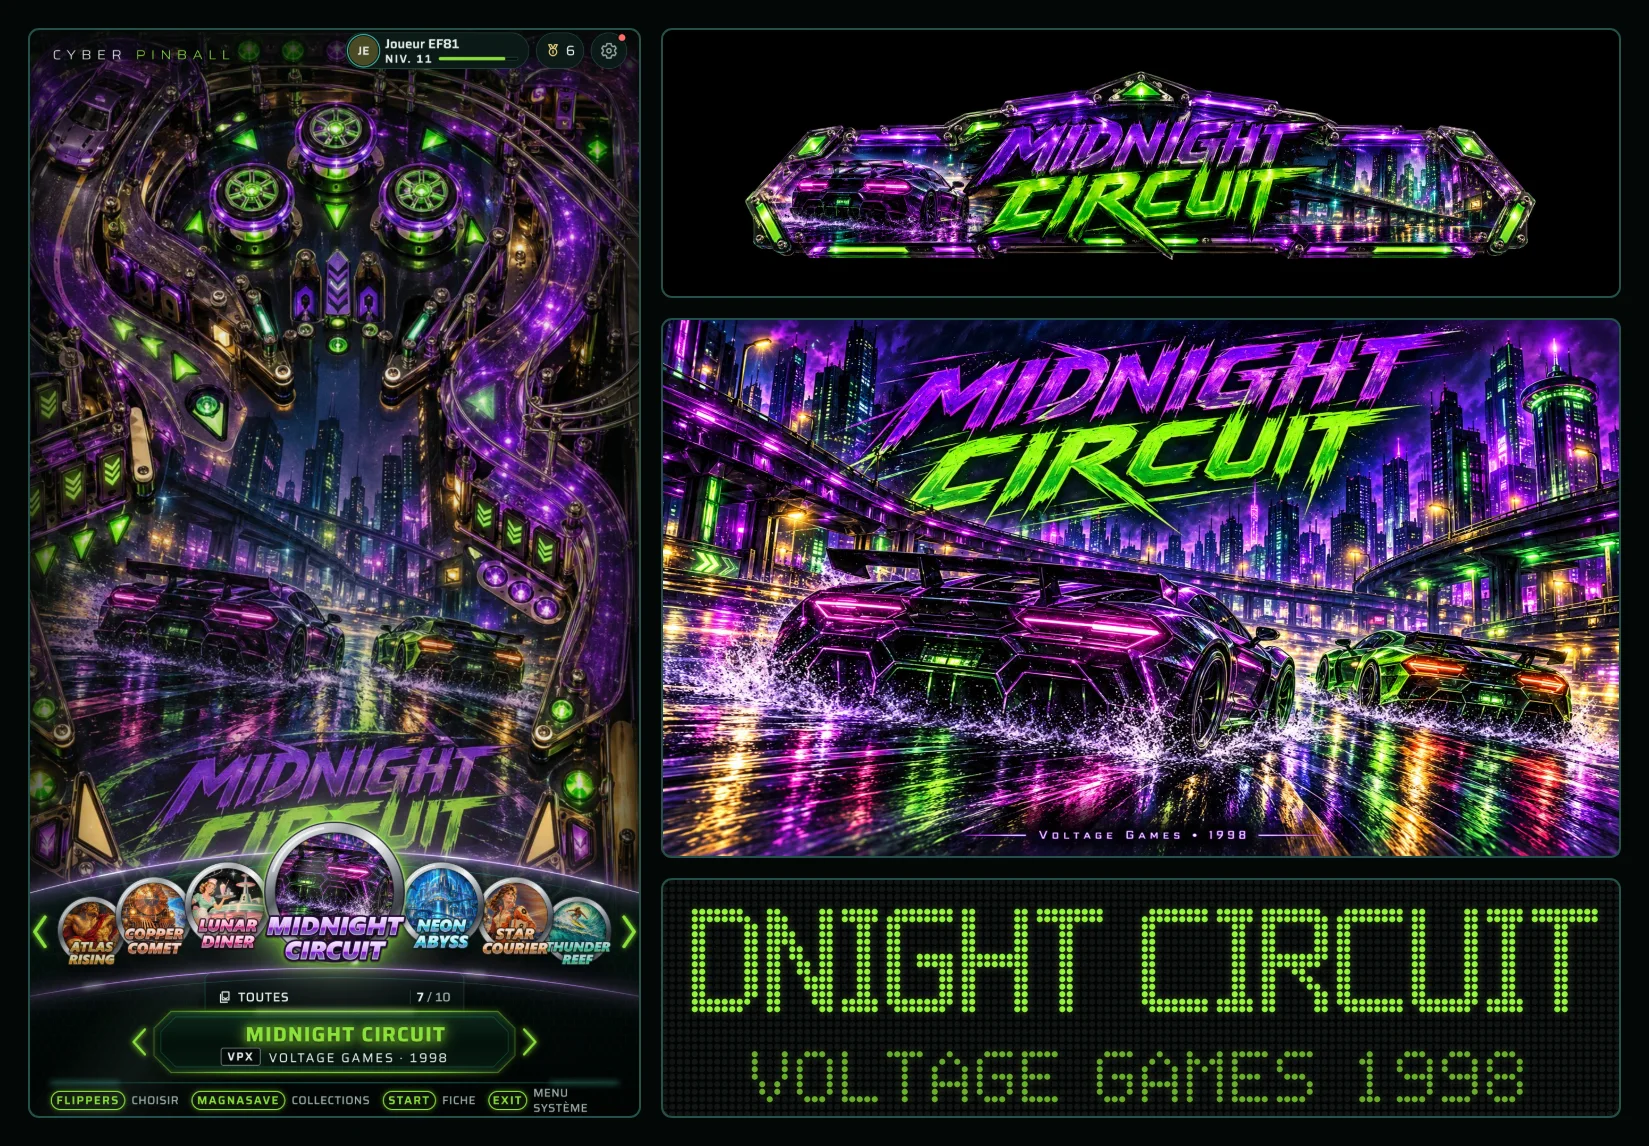 CYBER PINBALL
JE
Joueur EF81
NIV. 11
6
MIDNIGHT
CIRCUIT
ATLAS
RISING
COPPER
COMET
LUNAR
DINER
MIDNIGHT
CIRCUIT
NEON
ABYSS
STAR
COURIER
THUNDER
REEF
TOUTES
7 / 10
MIDNIGHT CIRCUIT
VPX VOLTAGE GAMES · 1998
FLIPPERS CHOISIR MAGNASAVE COLLECTIONS START FICHE EXIT MENU SYSTÈME
MIDNIGHT
CIRCUIT
MIDNIGHT
CIRCUIT
VOLTAGE GAMES • 1998
DNIGHT CIRCUIT
VOLTAGE GAMES 1998